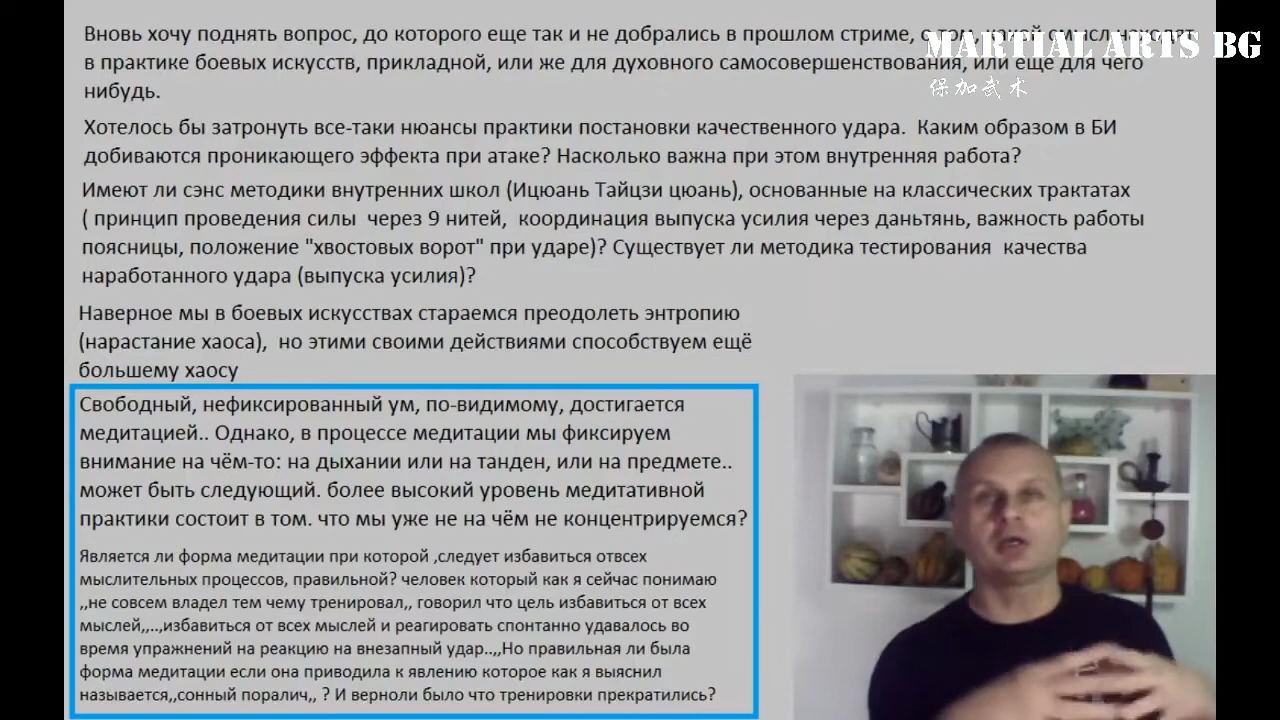 Вновь хочу поднять вопрос, до которого еще так и не добрались в прошлом стриме,
MARTIAL ARTS BG
в практике боевых искусств, прикладной, или же для духовного самосовершенствования, или еще для чего
нибудь.
保加武术
Хотелось бы затронуть все-таки нюансы практики постановки качественного удара. Каким образом в БИ
добиваются проникающего эффекта при атаке? Насколько важна при этом внутренняя работа?
Имеют ли сэнс методики внутренних школ (Ицюань Тайцзи цюань), основанные на классических трактатах
( принцип проведения силы через 9 нитей, координация выпуска усилия через даньтянь, важность работы
поясницы, положение "хвостовых ворот" при ударе)? Существует ли методика тестирования качества
наработанного удара (выпуска усилия)?
Наверное мы в боевых искусствах стараемся преодолеть энтропию
(нарастание хаоса), но этими своими действиями способствуем ещё
большему хаосу
Свободный, нефиксированный ум, по-видимому, достигается
медитацией.. Однако, в процессе медитации мы фиксируем
внимание на чём-то: на дыхании или на танден, или на предмете..
может быть следующий. более высокий уровень медитативной
практики состоит в том. что мы уже не на чём не концентрируемся?
Является ли форма медитации при которой ,следует избавиться отвсех
мыслительных процессов, правильной? человек который как я сейчас понимаю
,,не совсем владел тем чему тренировал,, говорил что цель избавиться от всех
мыслей,,..,избавиться от всех мыслей и реагировать спонтанно удавалось во
время упражнений на реакцию на внезапный удар..,,Но правильная ли была
форма медитации если она приводила к явлению которое как я выяснил
называется,,сонный поралич,, ? И верноли было что тренировки прекратились?